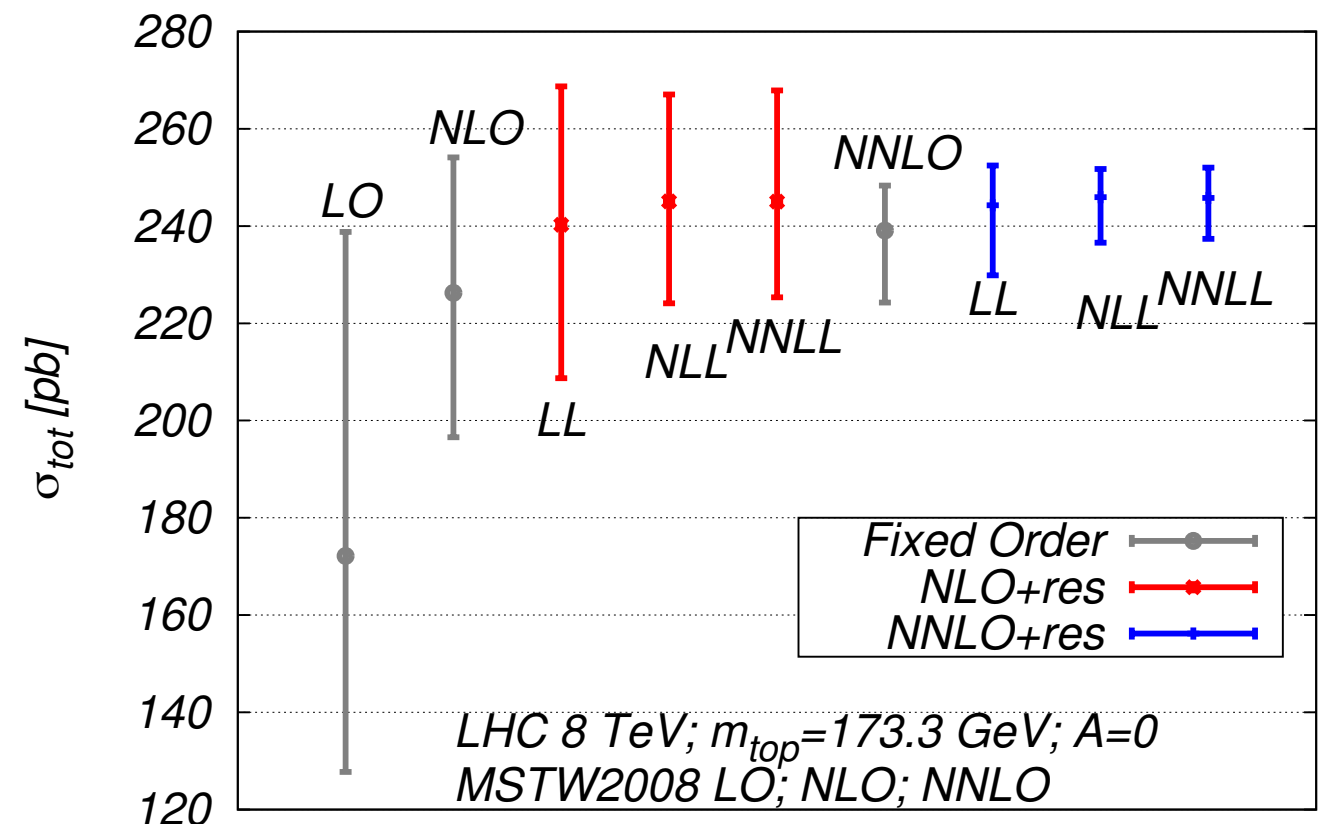 280
260
240
220
200
180
160
140
120
σtot [pb]
LO
NLO
LL
NLL
NNLL
NNLO
LL
NLL
NNLL
Fixed Order
NLO+res
NNLO+res
LHC 8 TeV; mtop=173.3 GeV; A=0
MSTW2008 LO; NLO; NNLO